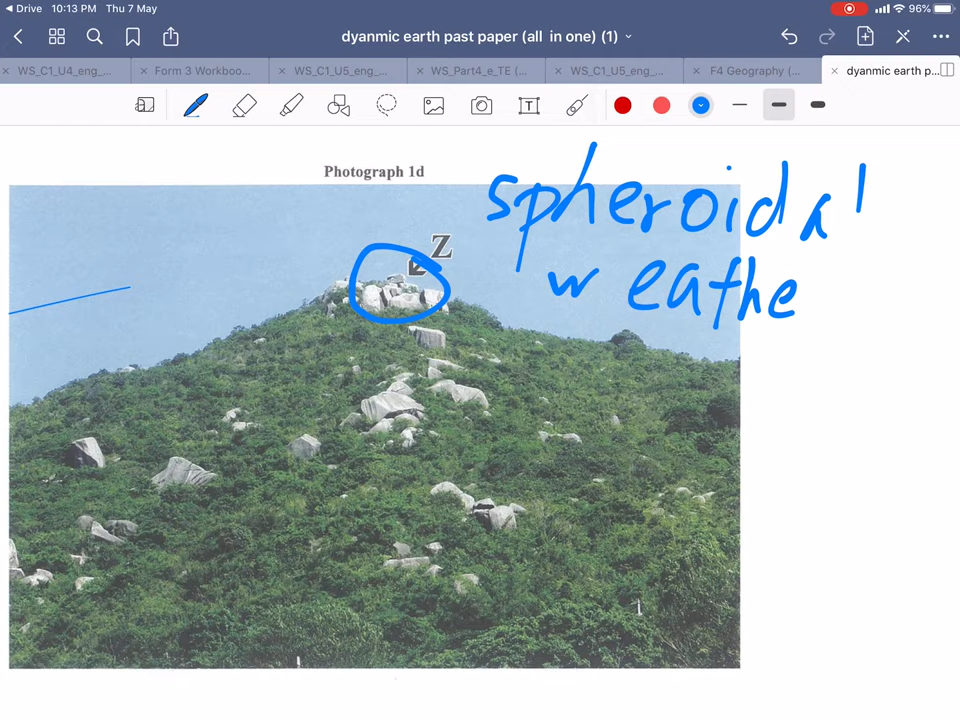 Drive 10:13 PM Thu 7 May 96%
dyanmic earth past paper (all in one) (1)
WS_C1_U4_eng_... Form 3 Workboo... WS_C1_U5_eng_... WS_Part4_e_TE (... WS_C1_U5_eng_... F4 Geography (... dyanmic earth p...
T
Photograph 1d
spheroidal
Z
weathe